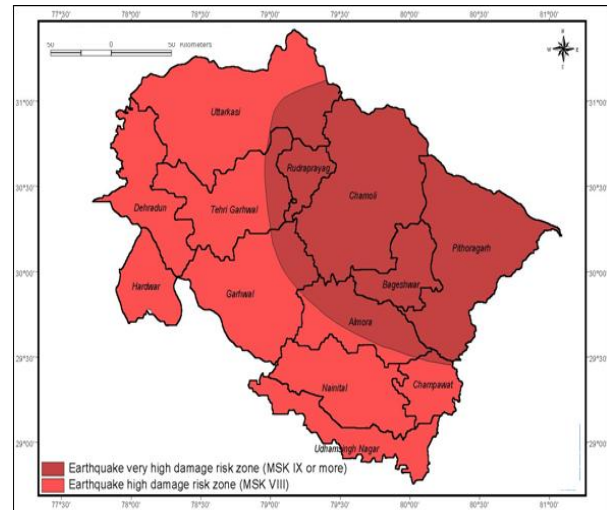 77°30' 78°00' 78°30' 79°00' 79°30' 80°00' 80°30' 81°00'
50 0 50 Kilometers
N
W E
S
31°00' 31°00'
Uttarkasi
Rudraprayag
Chamoli
30°30' 30°30'
Dehradun
Tehri Garhwal
Pithoragarh
30°00' 30°00'
Hardwar
Garhwal
Bageshwar
Almora
29°30' 29°30'
Nainital
Champawat
29°00' 29°00'
Udhamsingh Nagar
Earthquake very high damage risk zone (MSK IX or more)
Earthquake high damage risk zone (MSK VIII)
77°30' 78°00' 78°30' 79°00' 79°30' 80°00' 80°30' 81°00'